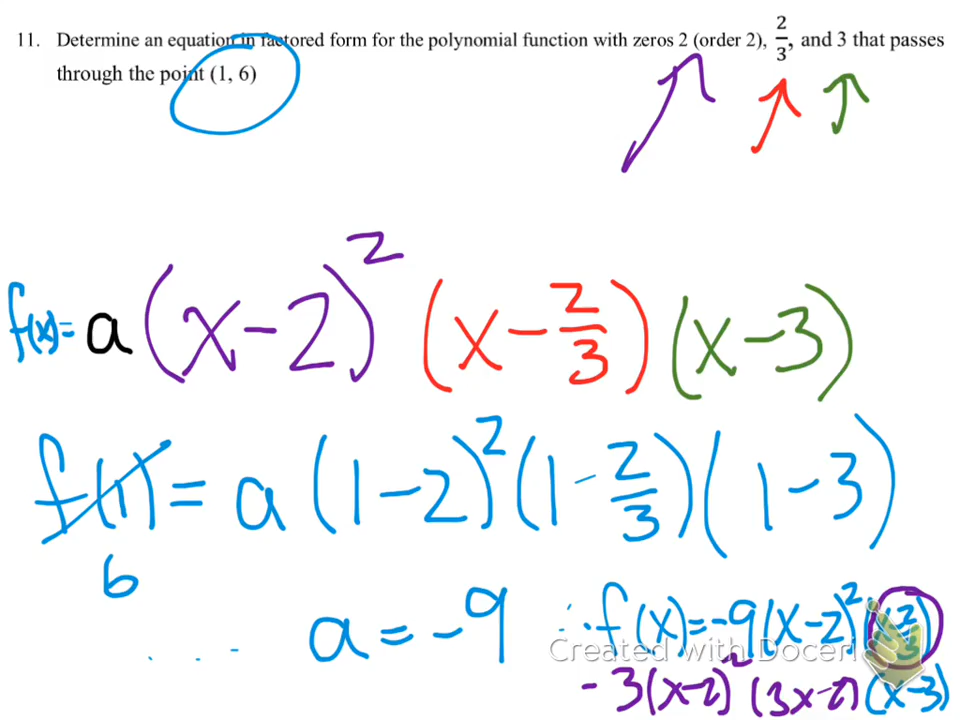 11. Determine an equation in factored form for the polynomial function with zeros 2 (order 2), 2/3, and 3 that passes
through the point (1, 6)
f(x)= a(x-2)²(x-2/3)(x-3)
f(1) = a(1-2)²(1-2/3)(1-3)
6
... a = -9 ∴ f(x)=-9(x-2)²
Created with Doceri
-3(x-2)²(3x-2)(x-3)